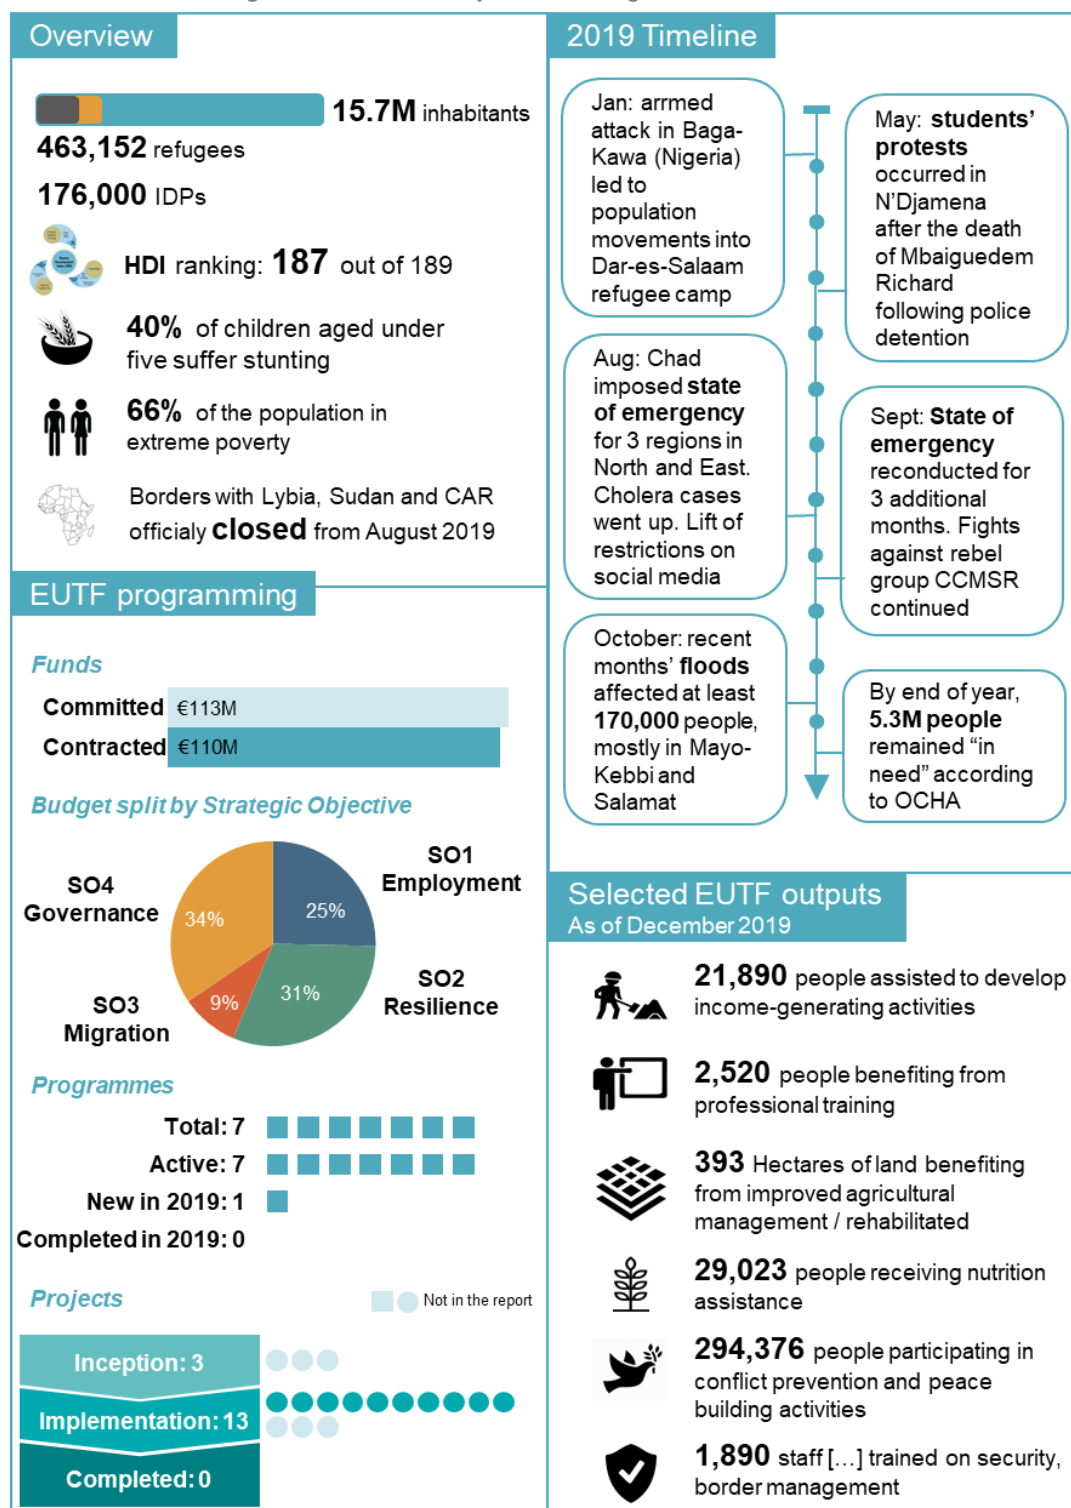 Overview
15.7M inhabitants
463,152 refugees
176,000 IDPs
HDI ranking: 187 out of 189
40% of children aged under
five suffer stunting
66% of the population in
extreme poverty
Borders with Lybia, Sudan and CAR
officialy closed from August 2019
EUTF programming
Funds
Committed €113M
Contracted €110M
Budget split by Strategic Objective
SO1
Employment
25%
SO2
Resilience
31%
SO3
Migration
9%
SO4
Governance
34%
Programmes
Total: 7
Active: 7
New in 2019: 1
Completed in 2019: 0
Projects
Not in the report
Inception: 3
Implementation: 13
Completed: 0
2019 Timeline
Jan: arrmed
attack in Baga-
Kawa (Nigeria)
led to
population
movements into
Dar-es-Salaam
refugee camp
May: students'
protests
occurred in
N'Djamena
after the death
of Mbaiguedem
Richard
following police
detention
Aug: Chad
imposed state
of emergency
for 3 regions in
North and East.
Cholera cases
went up. Lift of
restrictions on
social media
Sept: State of
emergency
reconducted for
3 additional
months. Fights
against rebel
group CCMSR
continued
October: recent
months' floods
affected at least
170,000 people,
mostly in Mayo-
Kebbi and
Salamat
By end of year,
5.3M people
remained "in
need" according
to OCHA
Selected EUTF outputs
As of December 2019
21,890 people assisted to develop
income-generating activities
2,520 people benefiting from
professional training
393 Hectares of land benefiting
from improved agricultural
management / rehabilitated
29,023 people receiving nutrition
assistance
294,376 people participating in
conflict prevention and peace
building activities
1,890 staff [...] trained on security,
border management